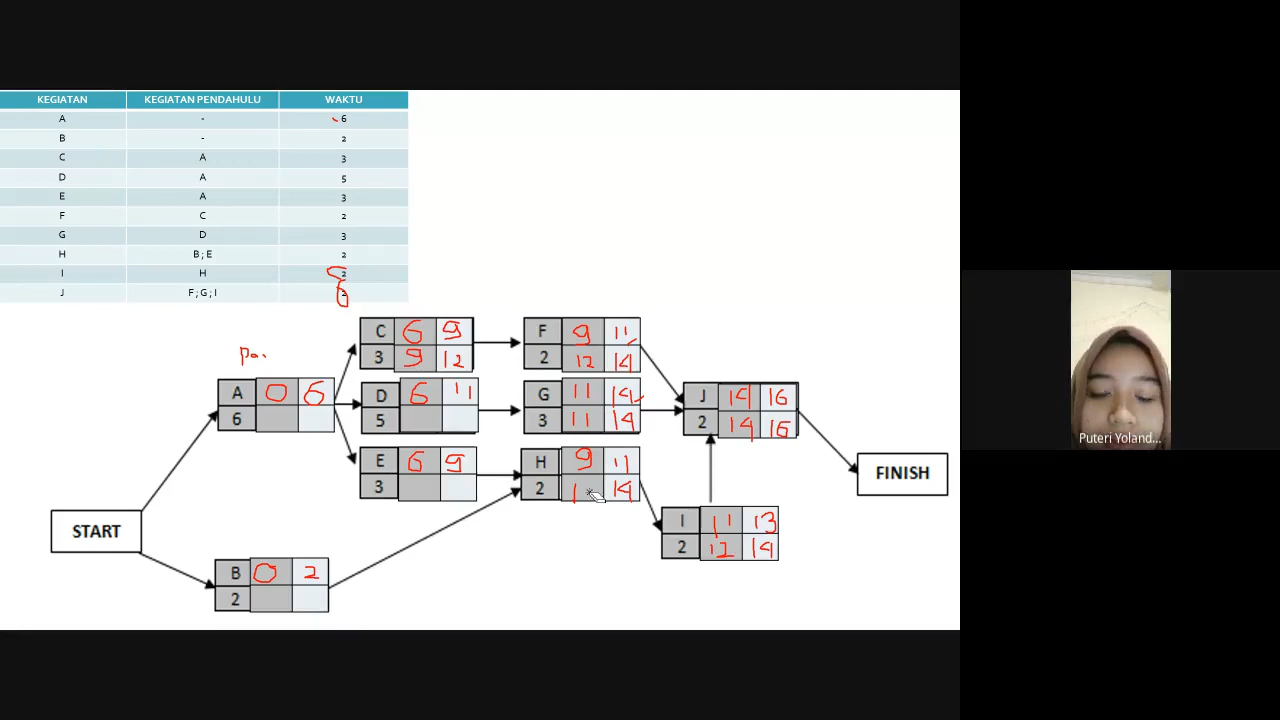 KEGIATAN KEGIATAN PENDAHULU WAKTU
A - 6
B - 2
C A 3
D A 5
E A 3
F C 2
G D 3
H B ; E 2
I H 2
J F ; G ; I 2
C 6 9
3 9 12
F 9 11
2 12 14
A 0 6
6
D 6 11
5
G 11 14
3 11 14
J 14 16
2 14 16
E 6 9
3
H 9 11
2 1 14
FINISH
START
I 11 13
2 12 14
B 0 2
2
Puteri Yoland...